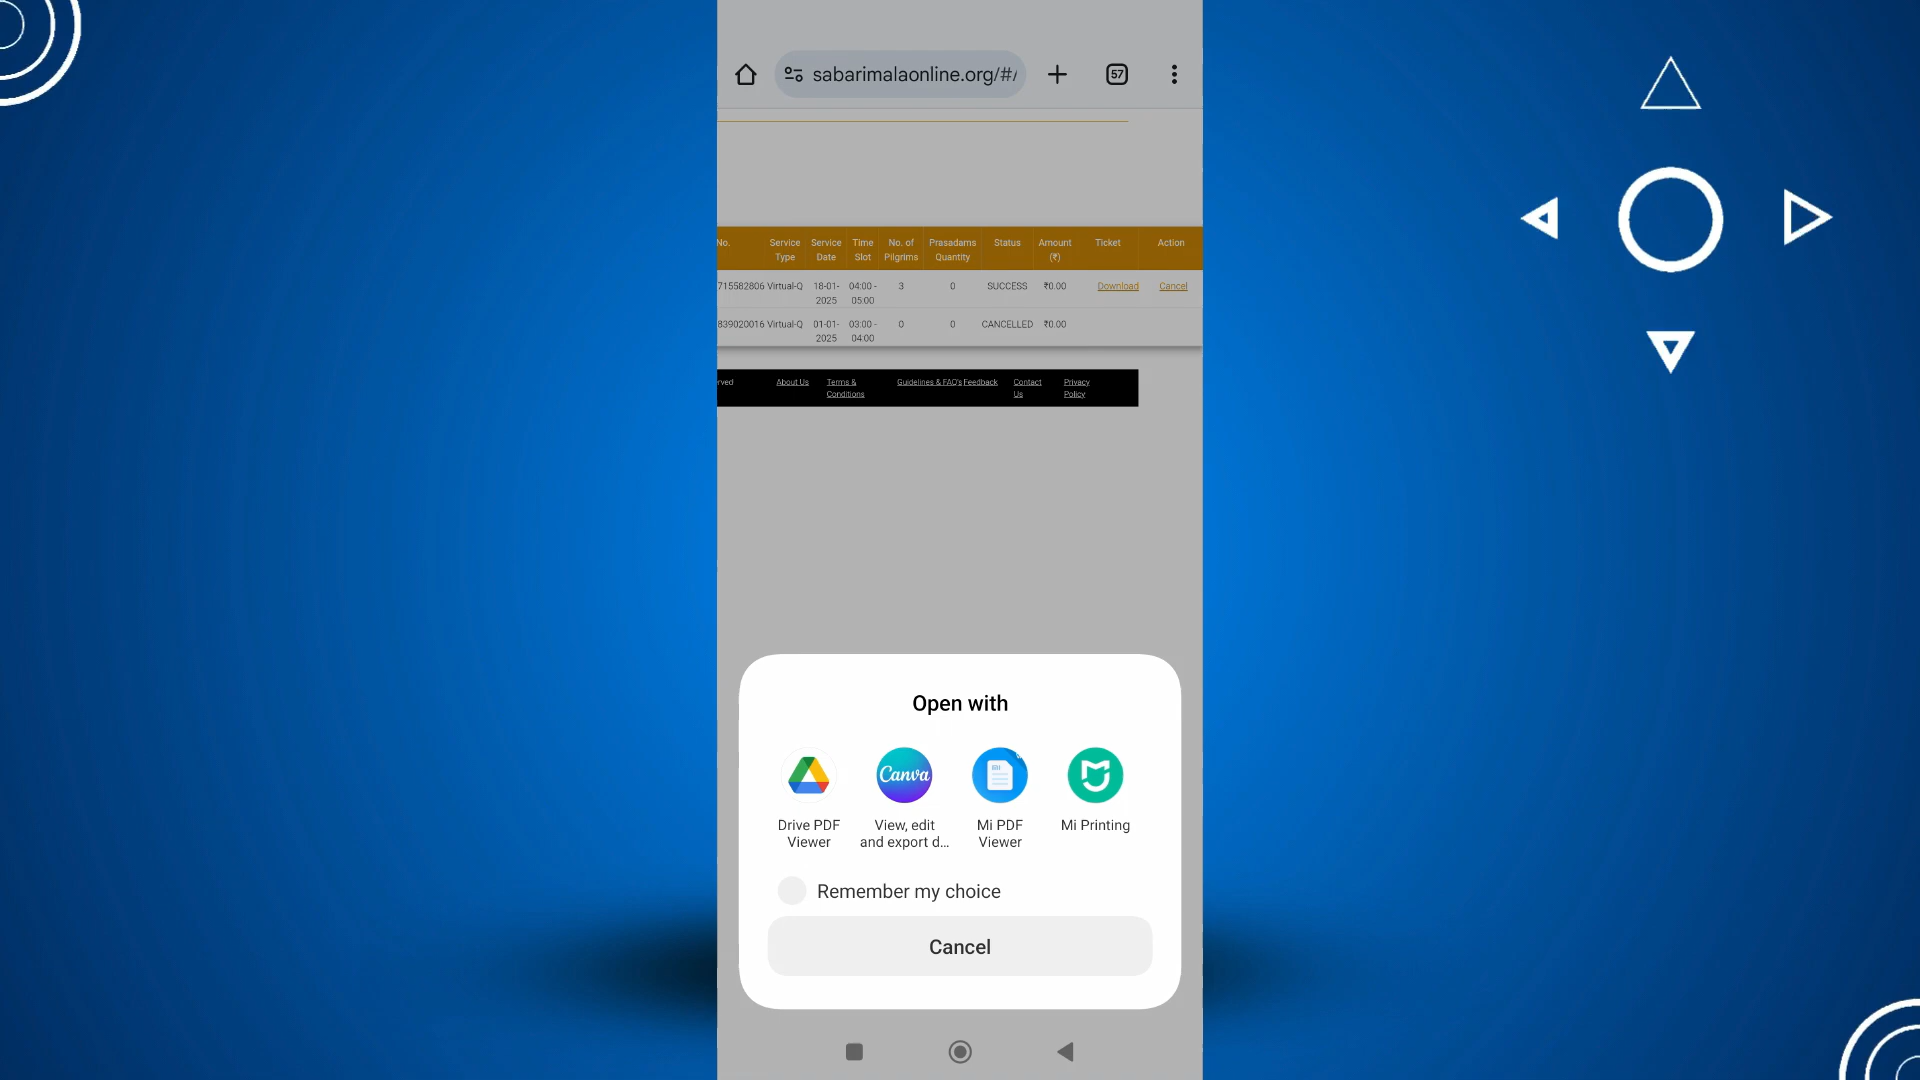 sabarimalaonline.org/#/
57
No. Service Service Time No. of Prasadams Status Amount Ticket Action
Type Date Slot Pilgrims Quantity (₹)
715582806 Virtual-Q 18-01- 04:00 - 3 0 SUCCESS ₹0.00 Download Cancel
2025 05:00
839020016 Virtual-Q 01-01- 03:00 - 0 0 CANCELLED ₹0.00
2025 04:00
rved About Us Terms & Guidelines & FAQ's Feedback Contact Privacy
Conditions Us Policy
Open with
Canva
Drive PDF View, edit Mi PDF Mi Printing
Viewer and export d... Viewer
Remember my choice
Cancel